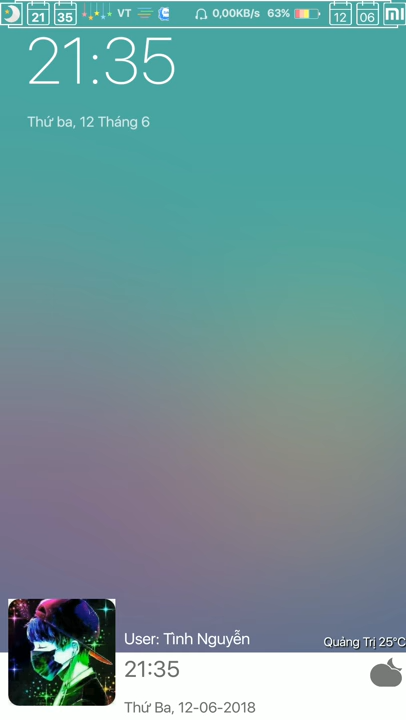 21 35 VT 0,00KB/s 63% 12 06 MI
21:35
Thứ ba, 12 Tháng 6
User: Tình Nguyễn
Quảng Trị 25°C
21:35
Thứ Ba, 12-06-2018